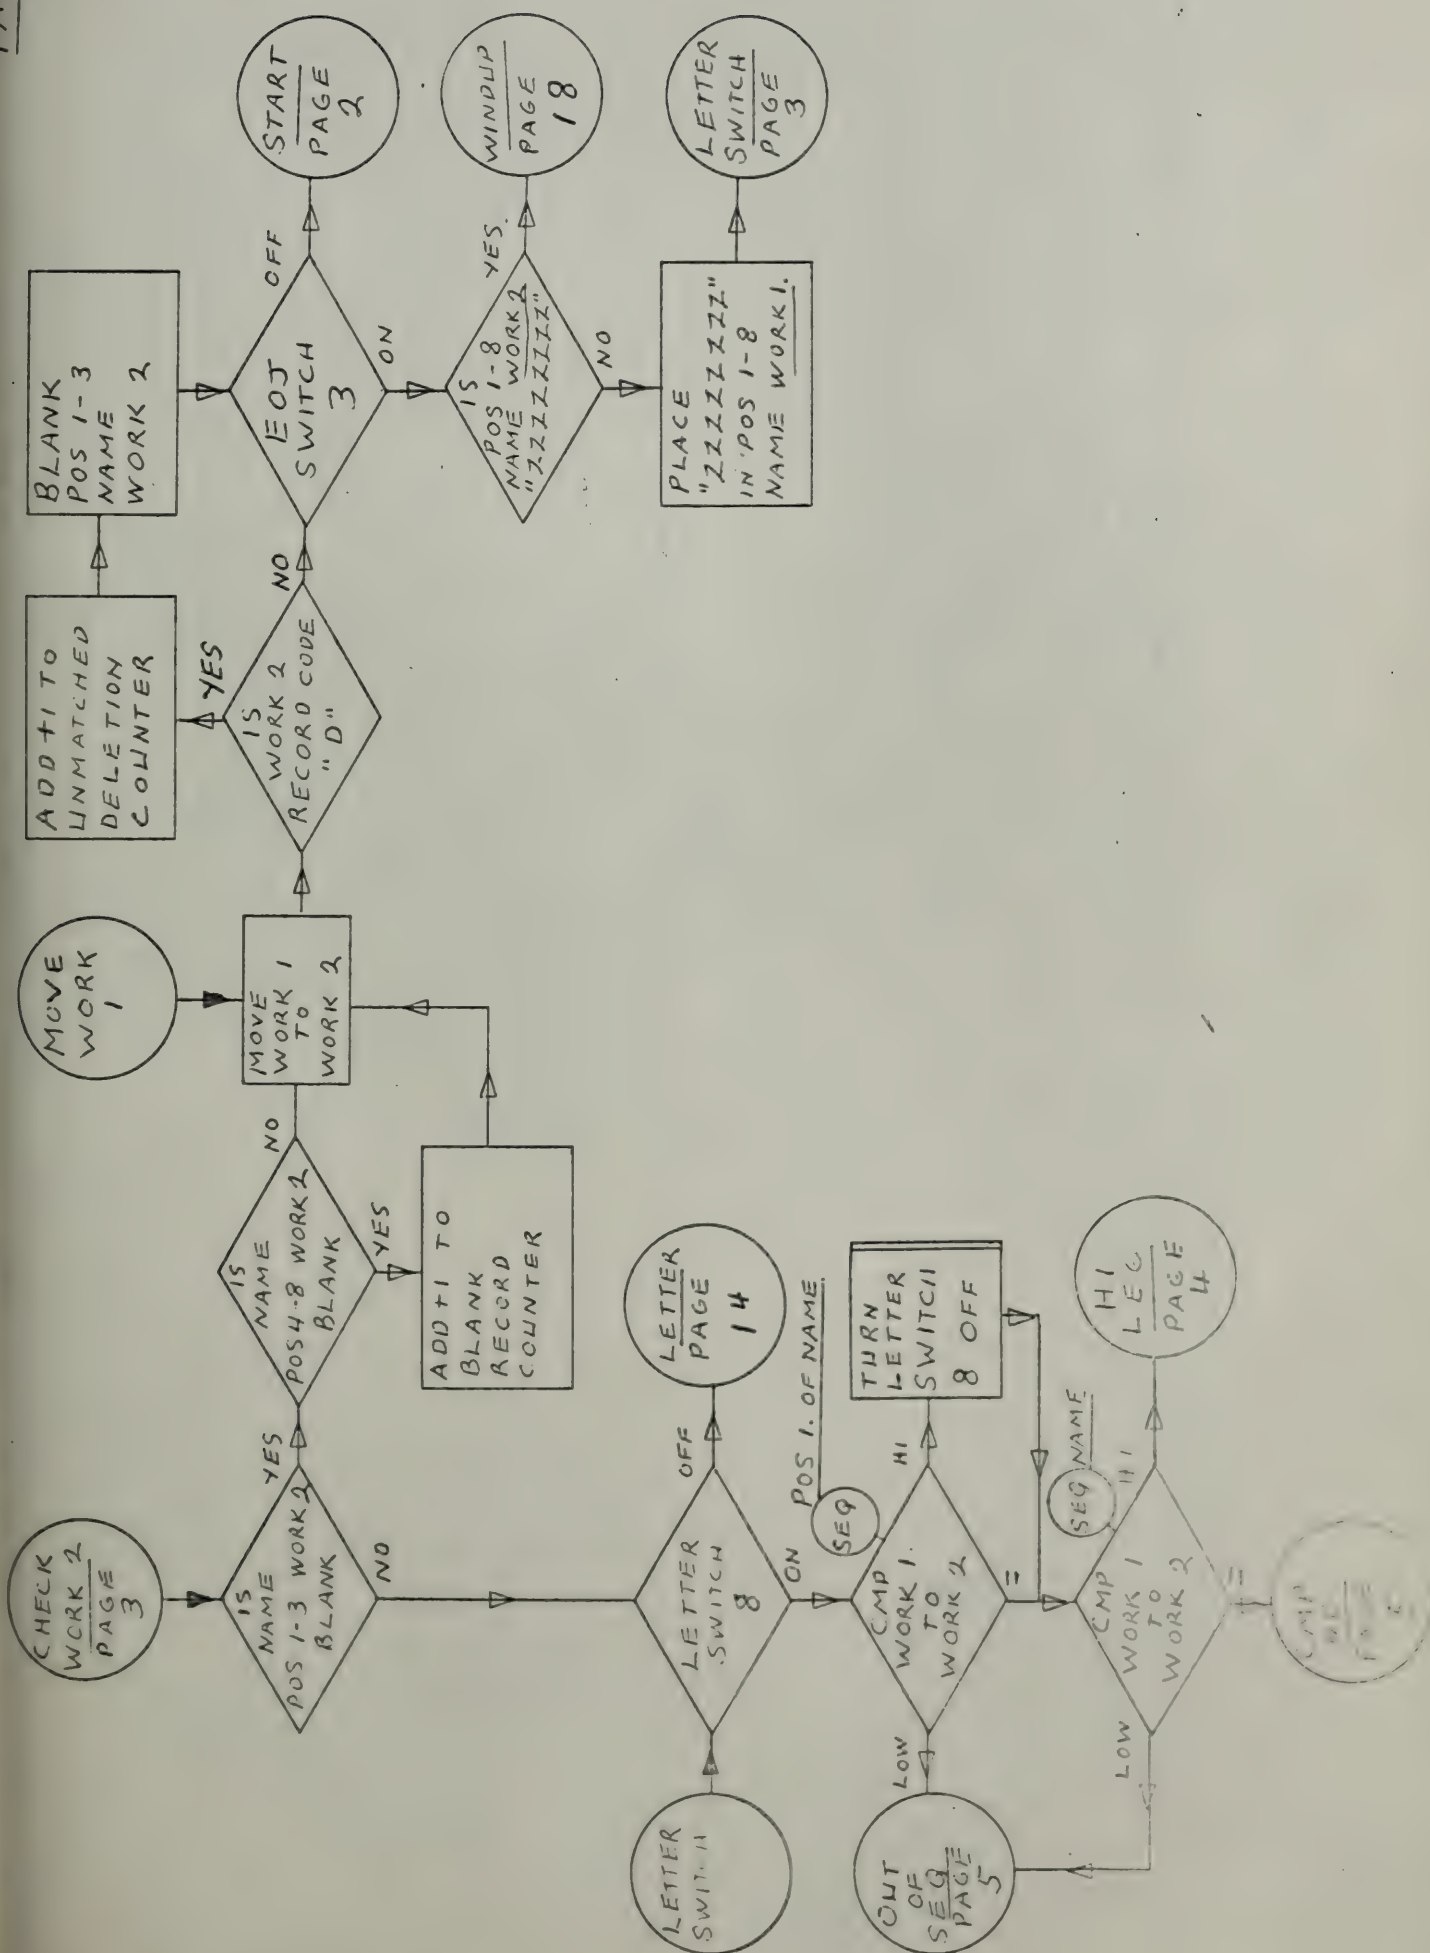 CHECK
WORK 2
PAGE
3
IS
NAME
POS 1-3 WORK 2
BLANK
YES
NO
IS
NAME
POS 4-8 WORK 2
BLANK
NO
YES
ADD +1 TO
BLANK
RECORD
COUNTER
MOVE
WORK
1
MOVE
WORK 1
TO
WORK 2
IS
WORK 2
RECORD CODE
"D"
YES
NO
ADD +1 TO
UNMATCHED
DELETION
COUNTER
BLANK
POS 1-3
NAME
WORK 2
EOJ
SWITCH
3
OFF
ON
START
PAGE
2
IS
POS 1-8
NAME WORK 2
"ZZZZZZZZ"
YES.
NO
WINDUP
PAGE
18
PLACE
"ZZZZZZZZ"
IN POS 1-8
NAME WORK 1.
LETTER
SWITCH
PAGE
3
LETTER
SWITCH
LETTER
SWITCH
8
OFF
ON
LETTER
PAGE
14
CMP
WORK 1.
TO
WORK 2
SEQ
POS 1. OF NAME
HI
LOW
=
TURN
LETTER
SWITCH
8 OFF
OUT
OF
SEQ
PAGE
5
CMP
WORK 1
TO
WORK 2
SEQ
NAME
HI
LOW
=
HI
LEG
PAGE
4
CMP